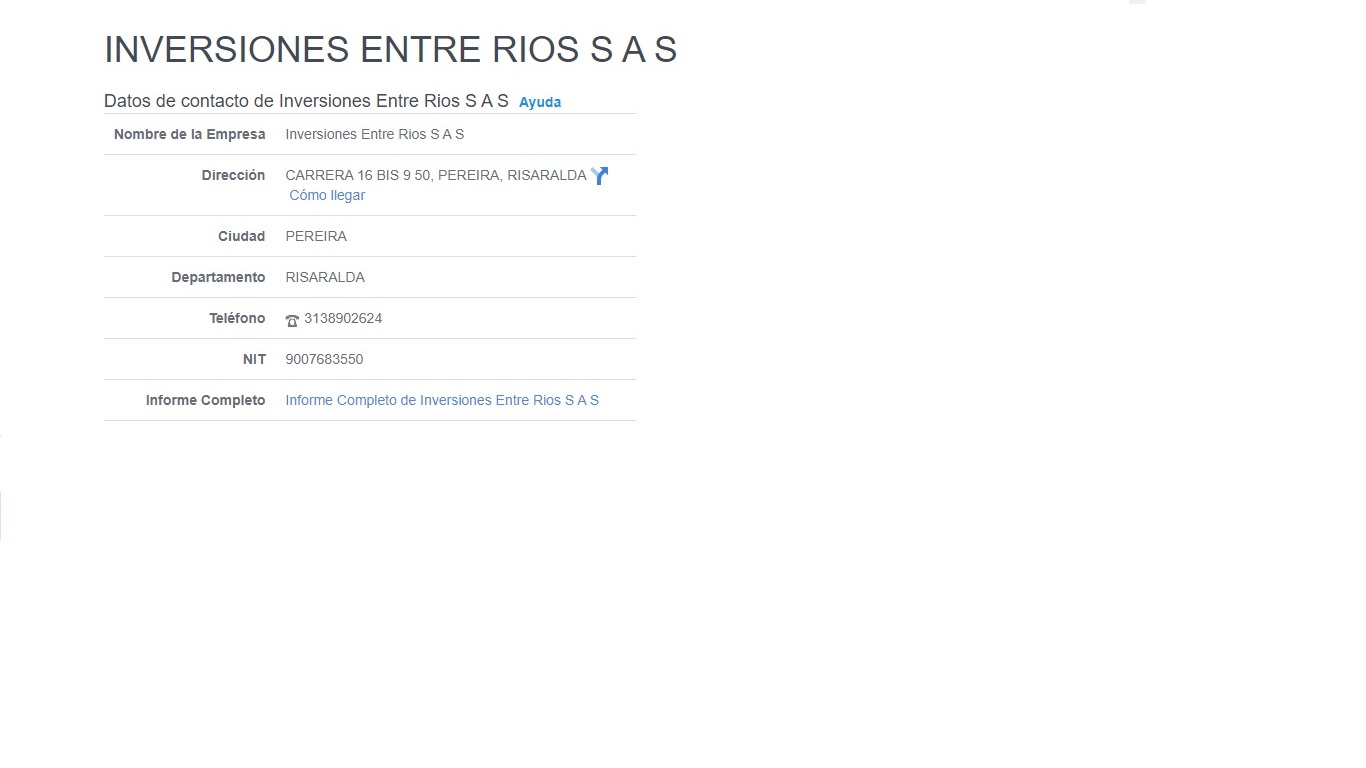 INVERSIONES ENTRE RIOS S A S
Datos de contacto de Inversiones Entre Rios S A S Ayuda
Nombre de la Empresa Inversiones Entre Rios S A S
Dirección CARRERA 16 BIS 9 50, PEREIRA, RISARALDA
Cómo llegar
Ciudad PEREIRA
Departamento RISARALDA
Teléfono 3138902624
NIT 9007683550
Informe Completo Informe Completo de Inversiones Entre Rios S A S